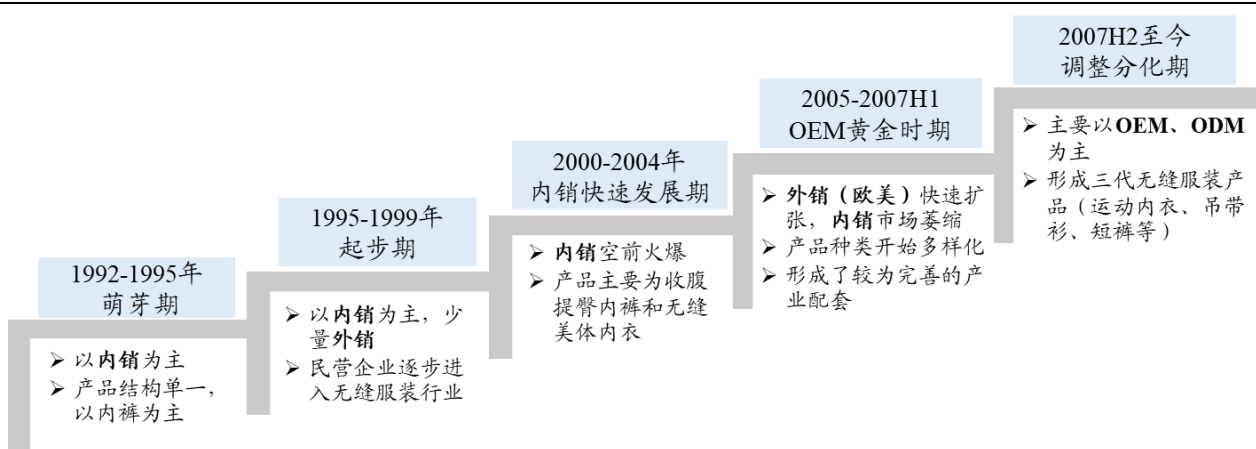 1992-1995年
萌芽期
➢ 以内销为主
➢ 产品结构单一，
以内裤为主
1995-1999年
起步期
➢ 以内销为主，少
量外销
➢ 民营企业逐步进
入无缝服装行业
2000-2004年
内销快速发展期
➢ 内销空前火爆
➢ 产品主要为收腹
提臀内裤和无缝
美体内衣
2005-2007H1
OEM黄金时期
➢ 外销（欧美）快速扩
张，内销市场萎缩
➢ 产品种类开始多样化
➢ 形成了较为完善的产
业配套
2007H2至今
调整分化期
➢ 主要以OEM、ODM
为主
➢ 形成三代无缝服装产
品（运动内衣、吊带
衫、短裤等）